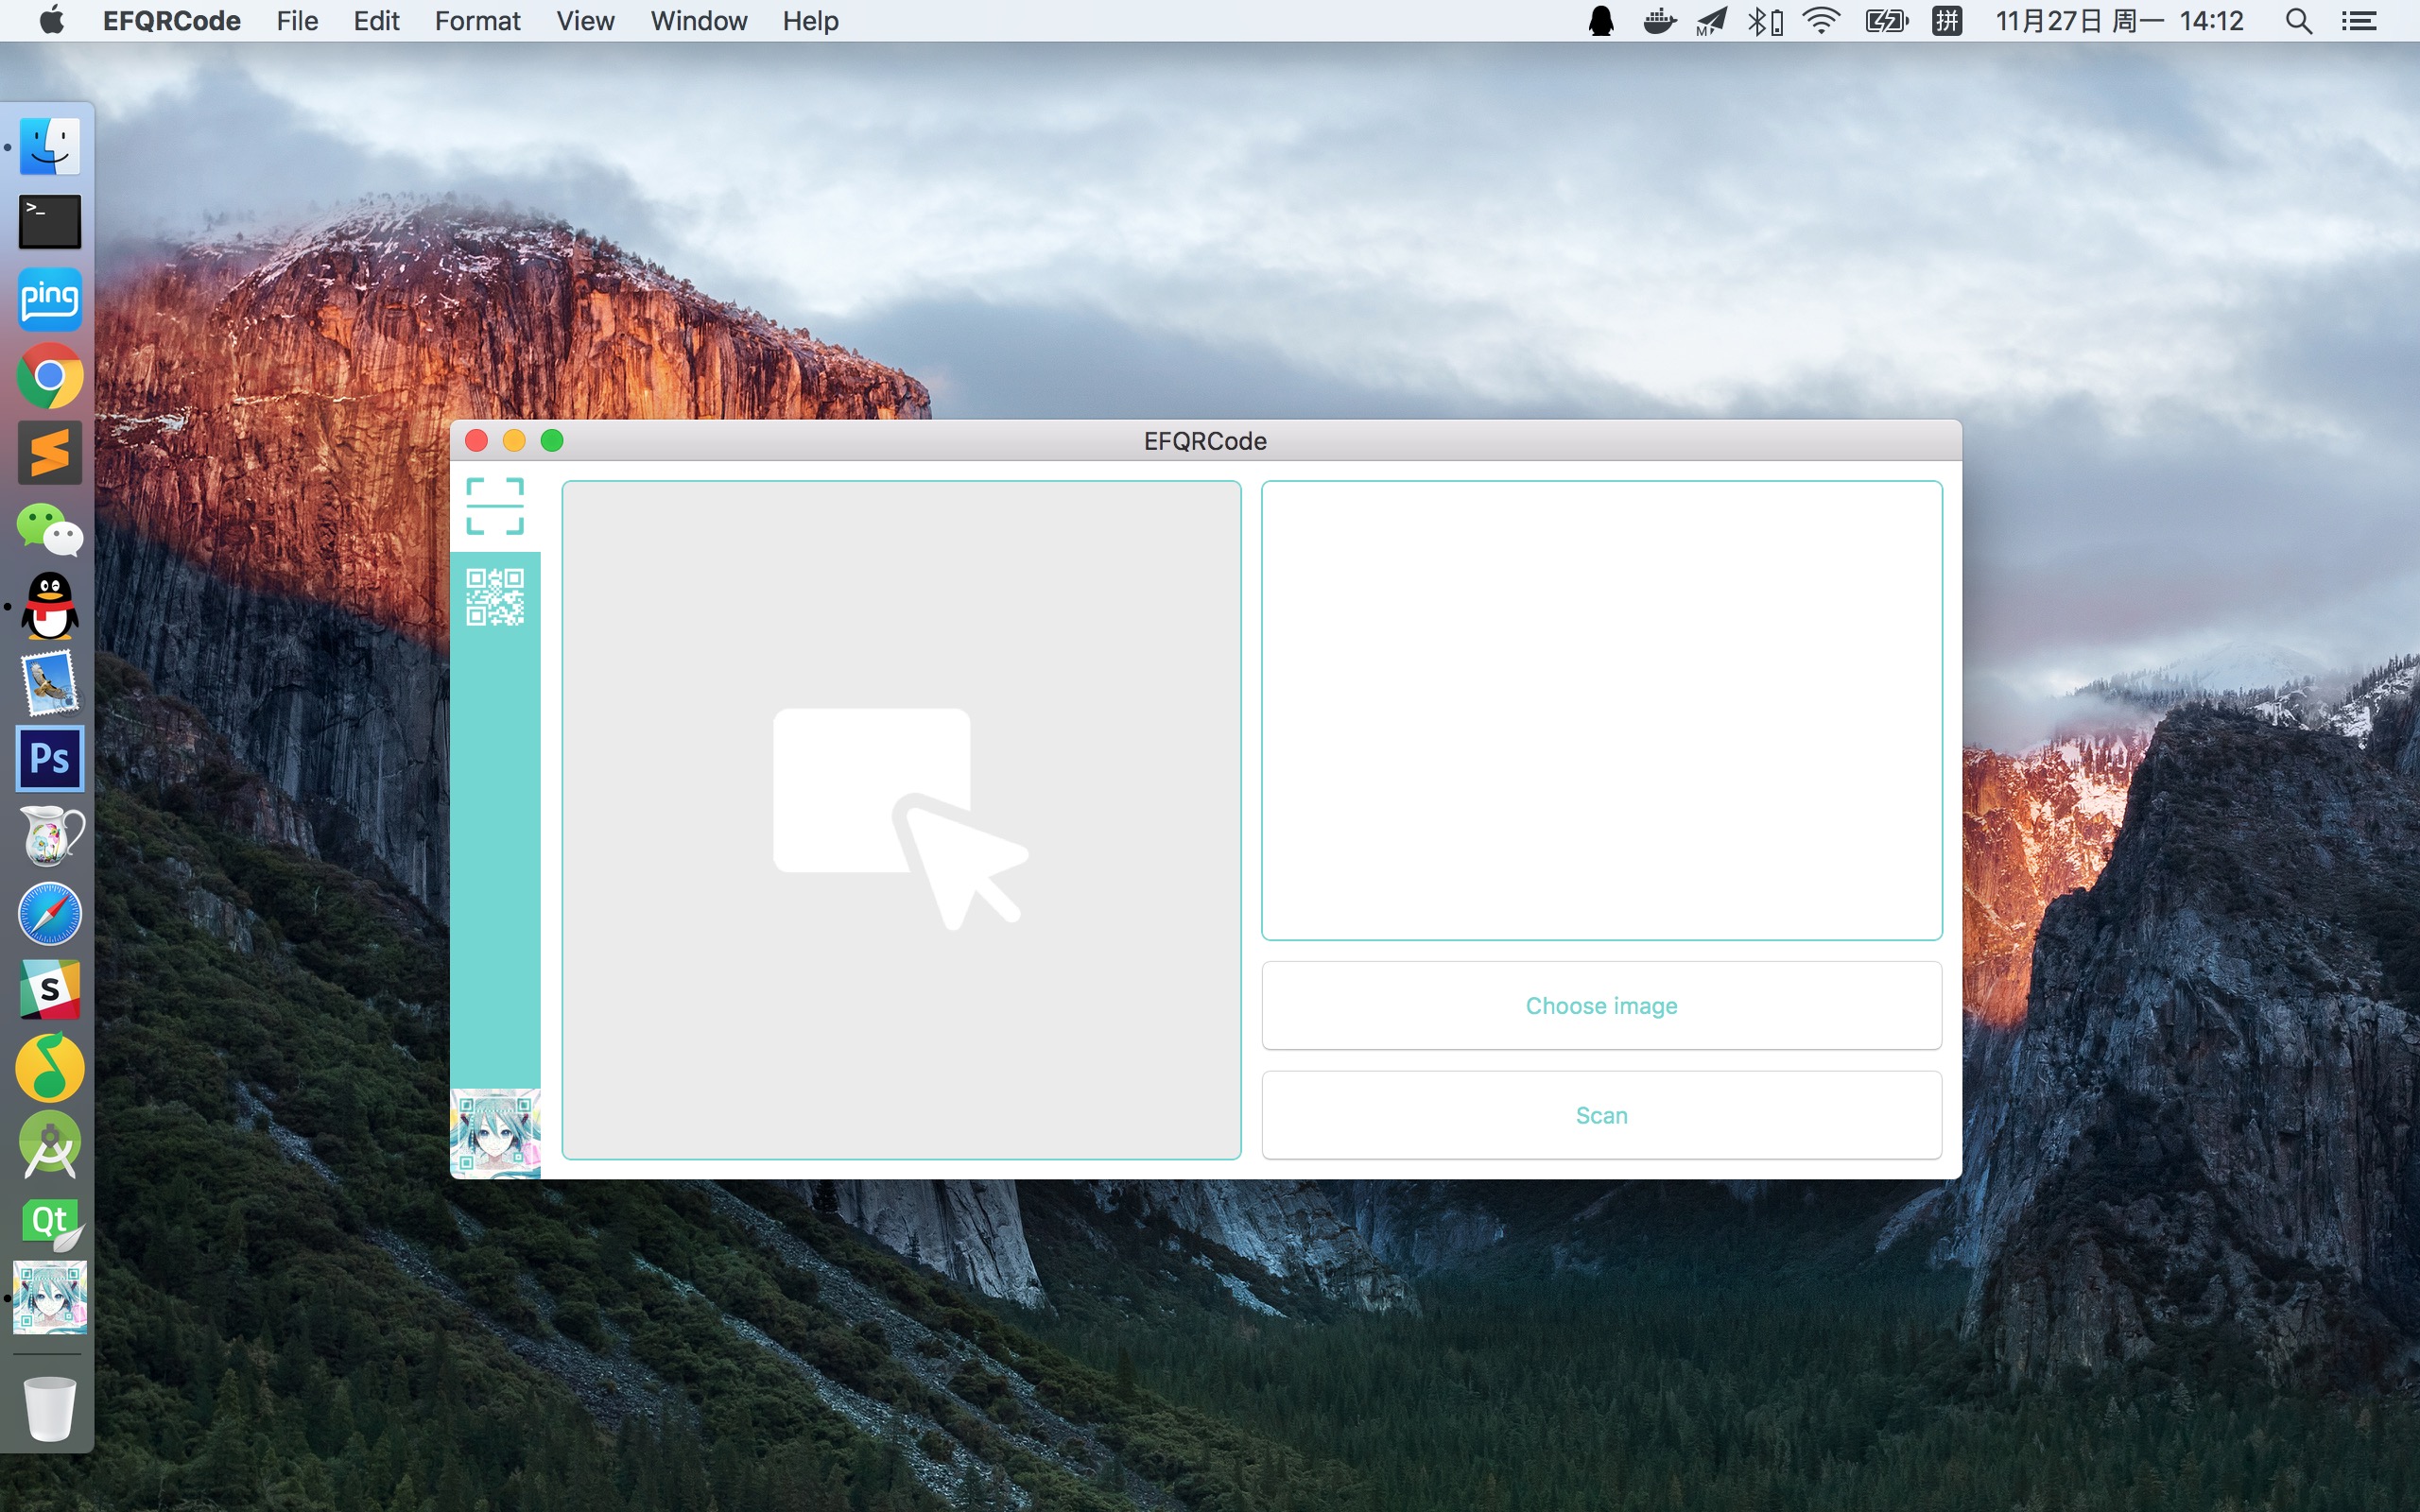 EFQRCode File Edit Format View Window Help 拼 11月27日 周一 14:12
>_
ping
Ps
S
Qt
EFQRCode
Choose image
Scan